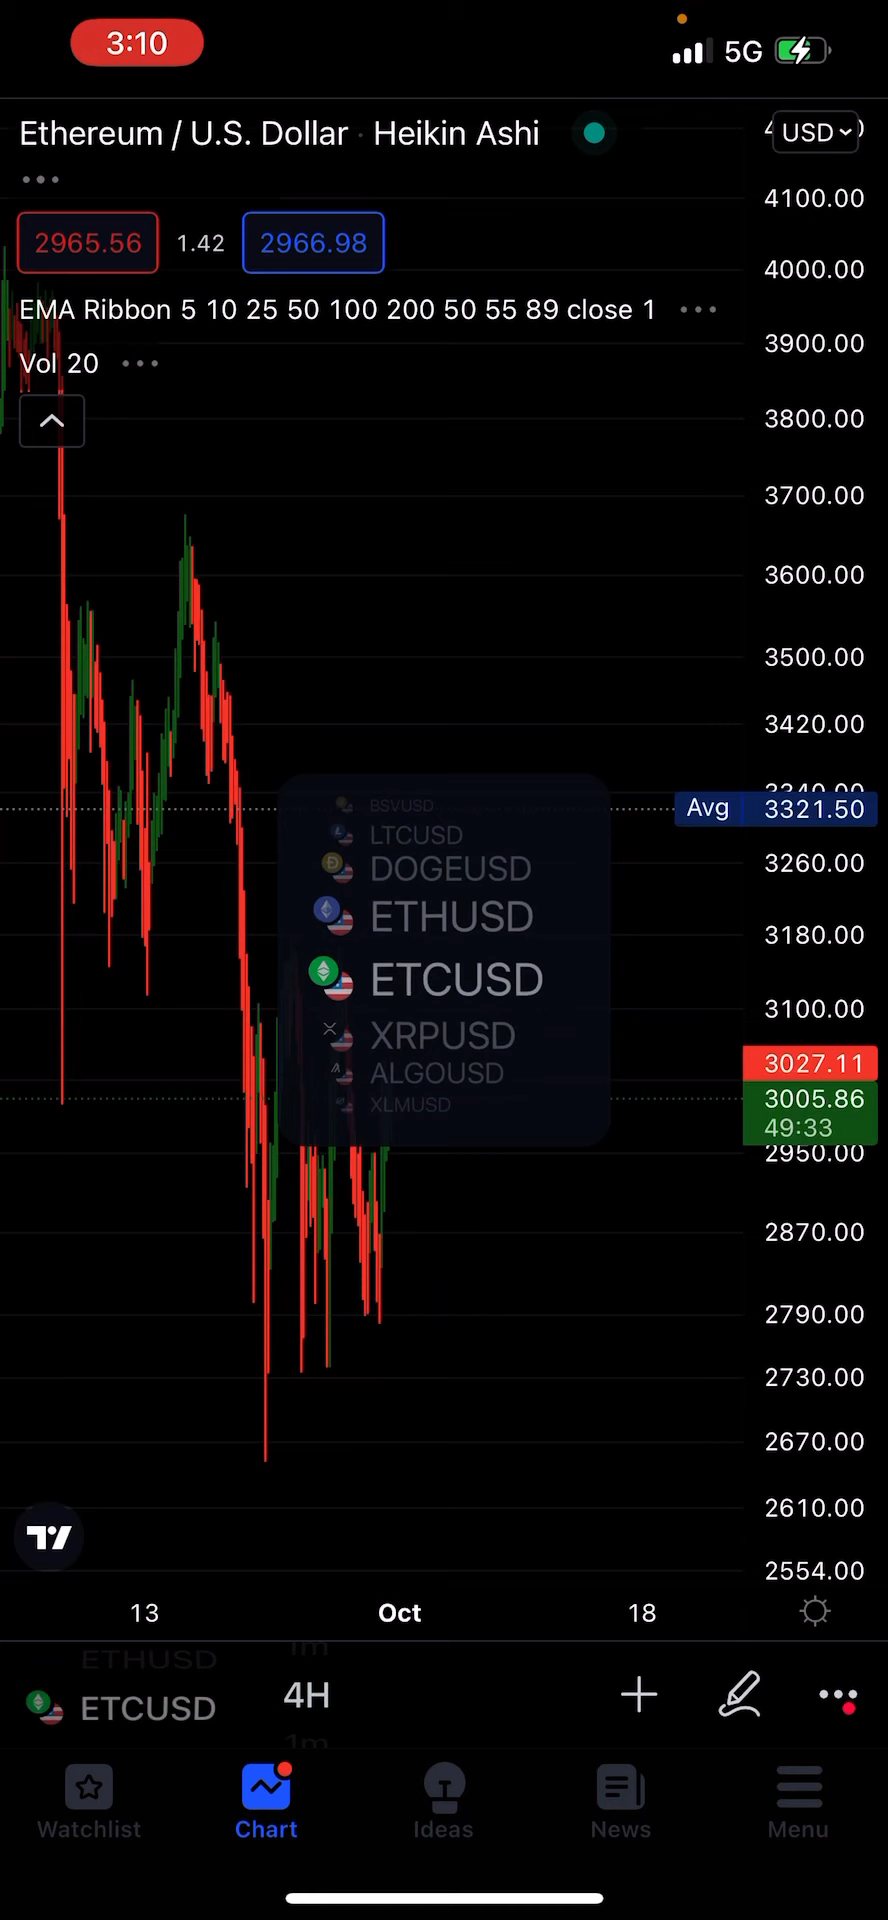 3:10
5G
Ethereum / U.S. Dollar · Heikin Ashi
USD
4100.00
2965.56 1.42 2966.98
4000.00
EMA Ribbon 5 10 25 50 100 200 50 55 89 close 1
3900.00
Vol 20
3800.00
3700.00
3600.00
3500.00
3420.00
3340.00
BSVUSD
Avg 3321.50
LTCUSD
DOGEUSD
3260.00
ETHUSD
3180.00
ETCUSD
3100.00
XRPUSD
3027.11
ALGOUSD
XLMUSD
3005.86
49:33
2950.00
2870.00
2790.00
2730.00
2670.00
2610.00
2554.00
13 Oct 18
ETHUSD 1m
ETCUSD 4H
1m
Watchlist Chart Ideas News Menu